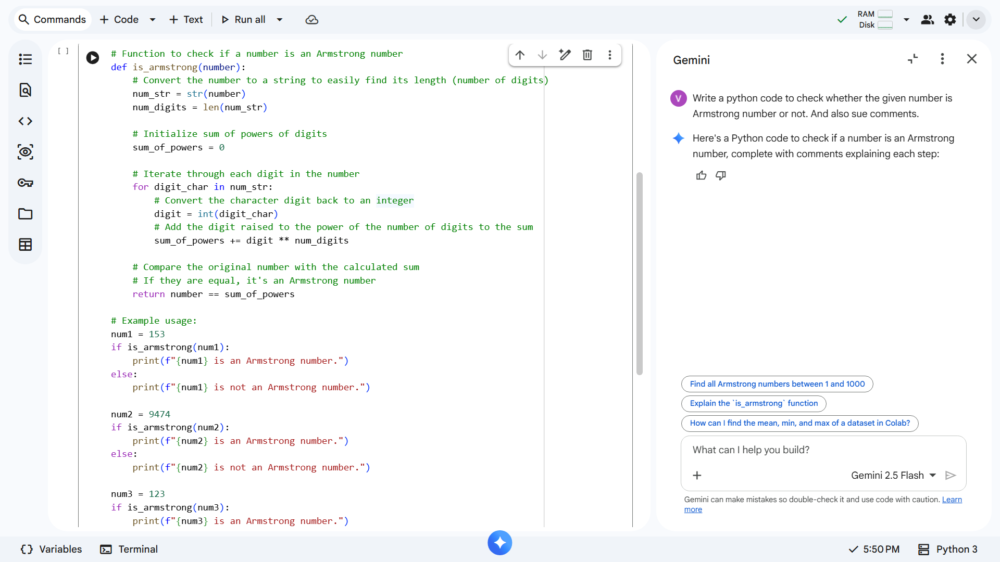 Commands
Code
Text
Run all
RAM
Disk
[ ]
# Function to check if a number is an Armstrong number
def is_armstrong(number):
    # Convert the number to a string to easily find its length (number of digits)
    num_str = str(number)
    num_digits = len(num_str)
    # Initialize sum of powers of digits
    sum_of_powers = 0
    # Iterate through each digit in the number
    for digit_char in num_str:
        # Convert the character digit back to an integer
        digit = int(digit_char)
        # Add the digit raised to the power of the number of digits to the sum
        sum_of_powers += digit ** num_digits
    # Compare the original number with the calculated sum
    # If they are equal, it's an Armstrong number
    return number == sum_of_powers
# Example usage:
num1 = 153
if is_armstrong(num1):
    print(f"{num1} is an Armstrong number.")
else:
    print(f"{num1} is not an Armstrong number.")
num2 = 9474
if is_armstrong(num2):
    print(f"{num2} is an Armstrong number.")
else:
    print(f"{num2} is not an Armstrong number.")
num3 = 123
if is_armstrong(num3):
    print(f"{num3} is an Armstrong number.")
Gemini
V
Write a python code to check whether the given number is
Armstrong number or not. And also sue comments.
Here's a Python code to check if a number is an Armstrong
number, complete with comments explaining each step:
Find all Armstrong numbers between 1 and 1000
Explain the `is_armstrong` function
How can I find the mean, min, and max of a dataset in Colab?
What can I help you build?
Gemini 2.5 Flash
Gemini can make mistakes so double-check it and use code with caution. Learn
more
Variables
Terminal
5:50 PM
Python 3